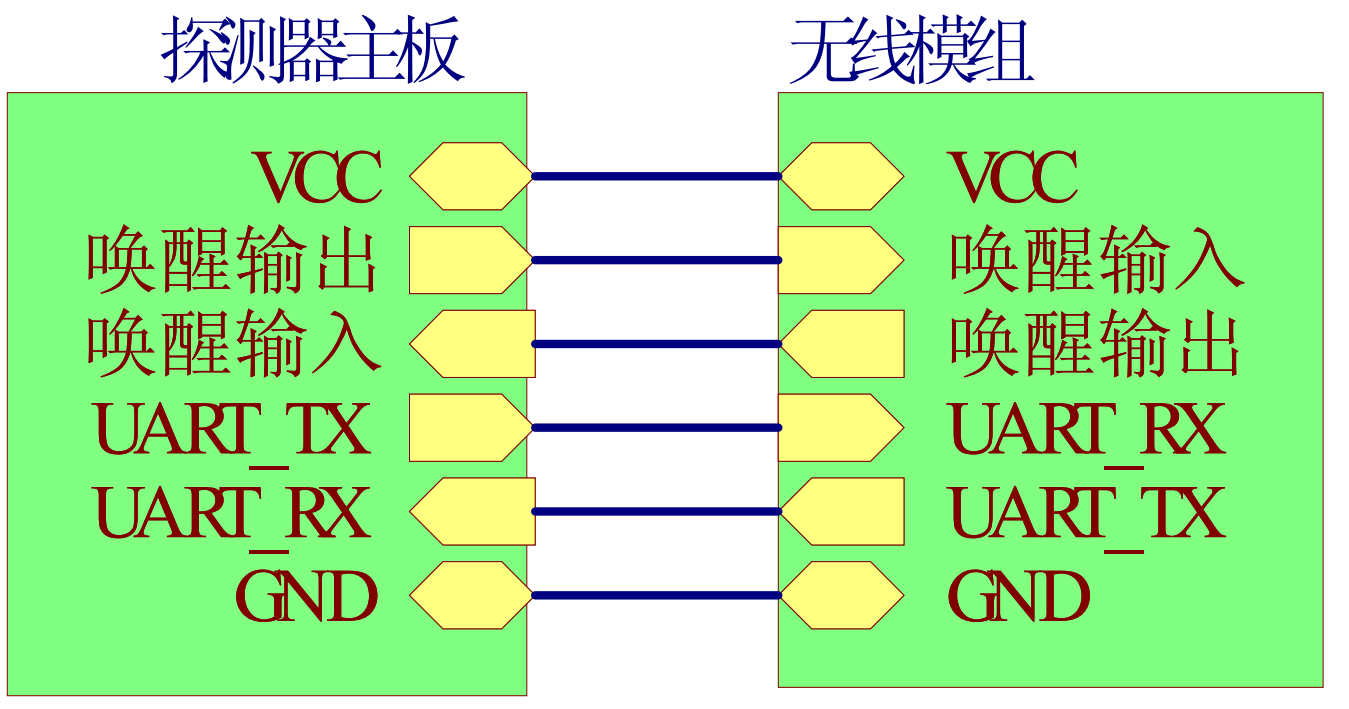 探测器主板 无线模组
VCC VCC
唤醒输出 唤醒输入
唤醒输入 唤醒输出
UART_TX UART_RX
UART_RX UART_TX
GND GND